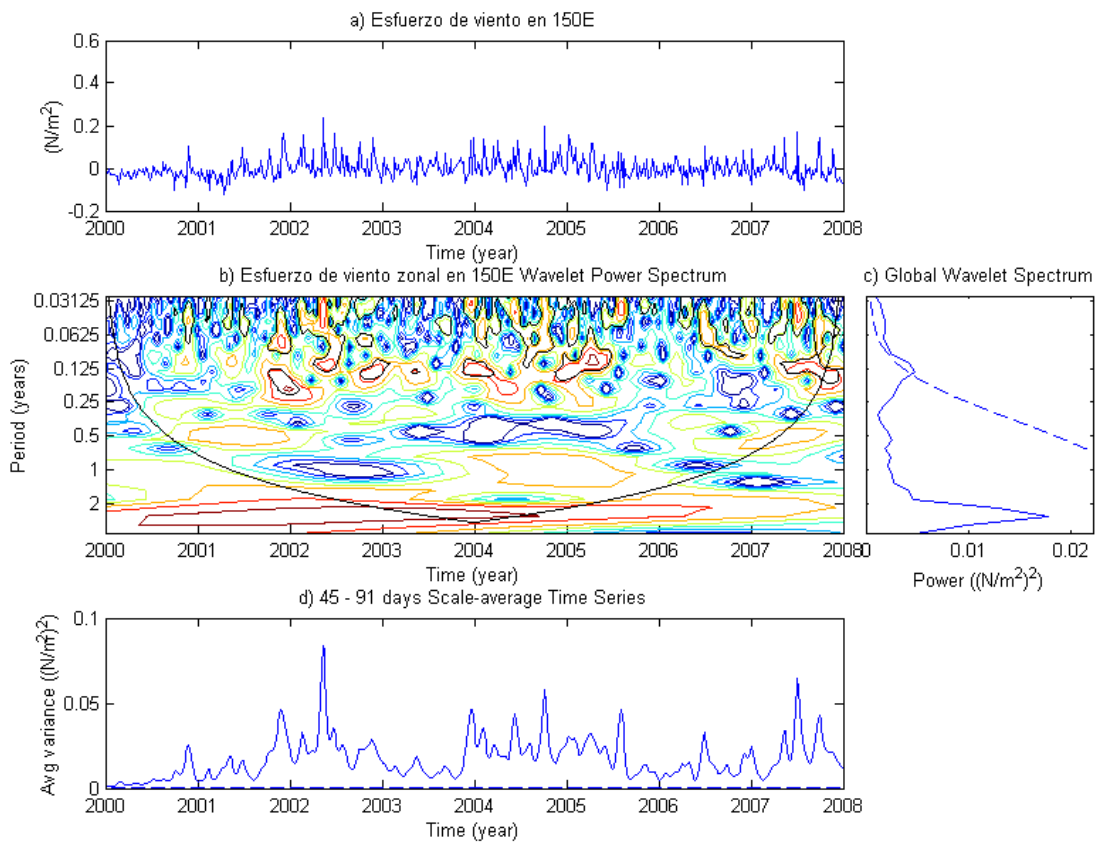 a) Esfuerzo de viento en 150E
(N/m²)
0.6
0.4
0.2
0
-0.2
2000 2001 2002 2003 2004 2005 2006 2007 2008
Time (year)
b) Esfuerzo de viento zonal en 150E Wavelet Power Spectrum
Period (years)
0.03125
0.0625
0.125
0.25
0.5
1
2
2000 2001 2002 2003 2004 2005 2006 2007 2008
Time (year)
c) Global Wavelet Spectrum
0 0.01 0.02
Power ((N/m²)²)
d) 45 - 91 days Scale-average Time Series
Avg variance ((N/m²)²)
0.1
0.05
0
2000 2001 2002 2003 2004 2005 2006 2007 2008
Time (year)